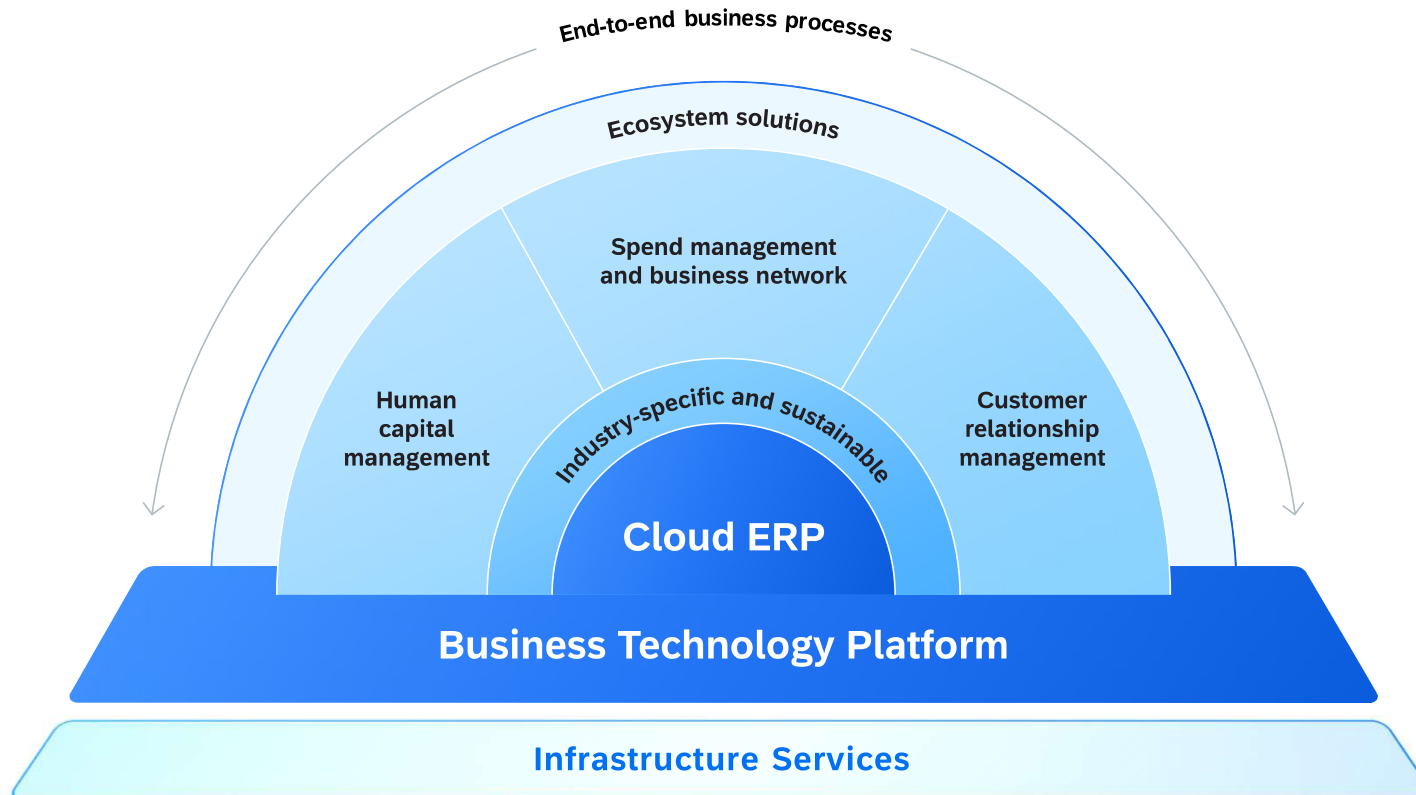 End-to-end business processes
Ecosystem solutions
Spend management
and business network
Human
capital
management
Customer
relationship
management
Industry-specific and sustainable
Cloud ERP
Business Technology Platform
Infrastructure Services